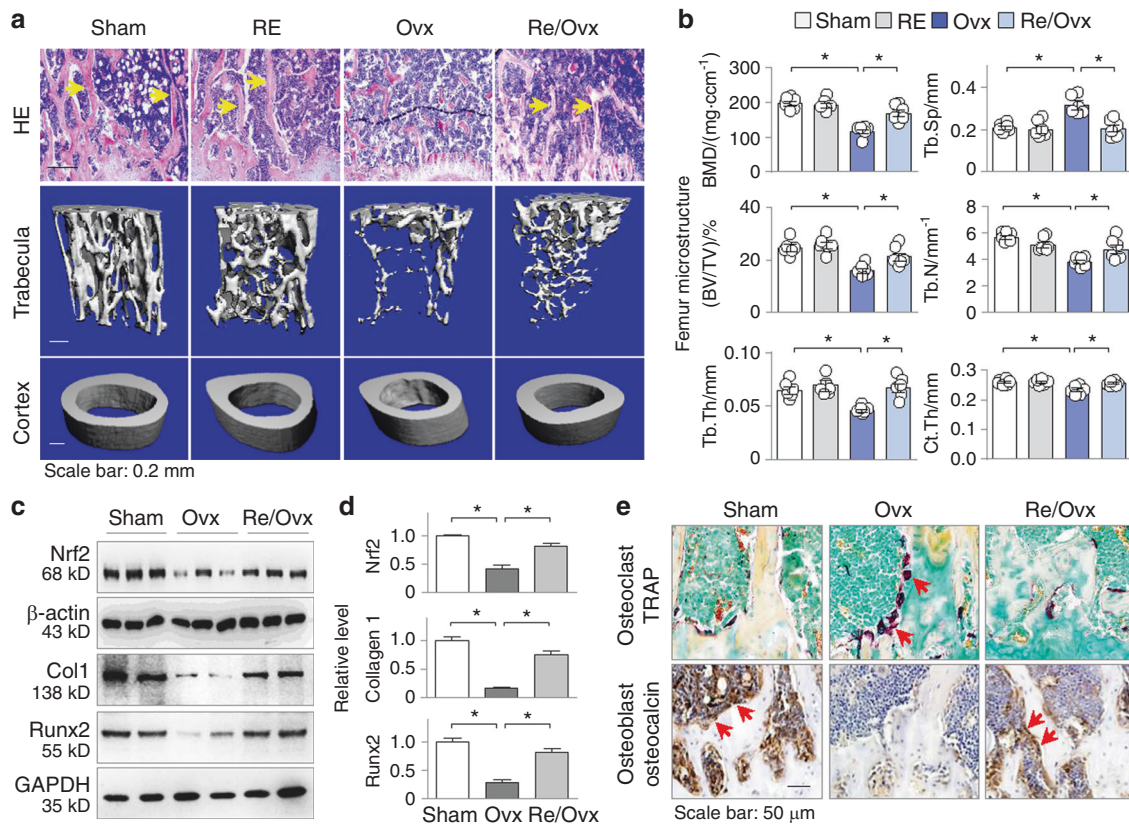 a
Sham RE Ovx Re/Ovx
HE
Trabecula
Cortex
Scale bar: 0.2 mm
b
Sham RE Ovx Re/Ovx
Femur microstructure
BMD/(mg·ccm⁻¹)
300
200
100
0
* *
Tb.Sp/mm
0.4
0.2
0
* *
(BV/TV)/%
40
20
0
* *
Tb.N/mm⁻¹
6
4
2
0
* *
Tb.Th/mm
0.10
0.05
0
* *
Ct.Th/mm
0.3
0.2
0.1
0.0
* *
c
Sham Ovx Re/Ovx
Nrf2
68 kD
β-actin
43 kD
Col1
138 kD
Runx2
55 kD
GAPDH
35 kD
d
Relative level
Nrf2
1.0
0.5
0
* *
Collagen 1
1.0
0.5
0
* *
Runx2
1.0
0.5
0
* *
Sham Ovx Re/Ovx
e
Sham Ovx Re/Ovx
Osteoclast
TRAP
Osteoblast
osteocalcin
Scale bar: 50 μm